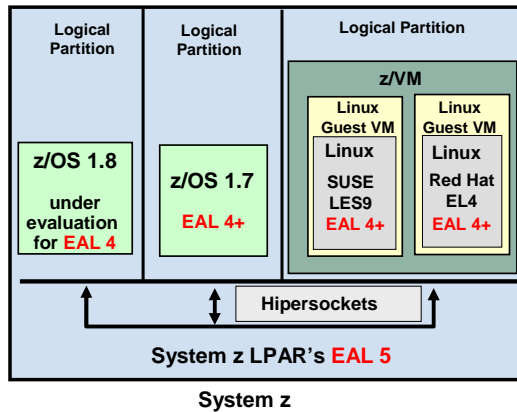 Logical
Partition
Logical
Partition
Logical Partition
z/VM
z/OS 1.8
under
evaluation
for EAL 4
z/OS 1.7
EAL 4+
Linux
Guest VM
Linux
SUSE
LES9
EAL 4+
Linux
Guest VM
Linux
Red Hat
EL4
EAL 4+
Hipersockets
System z LPAR's EAL 5
System z